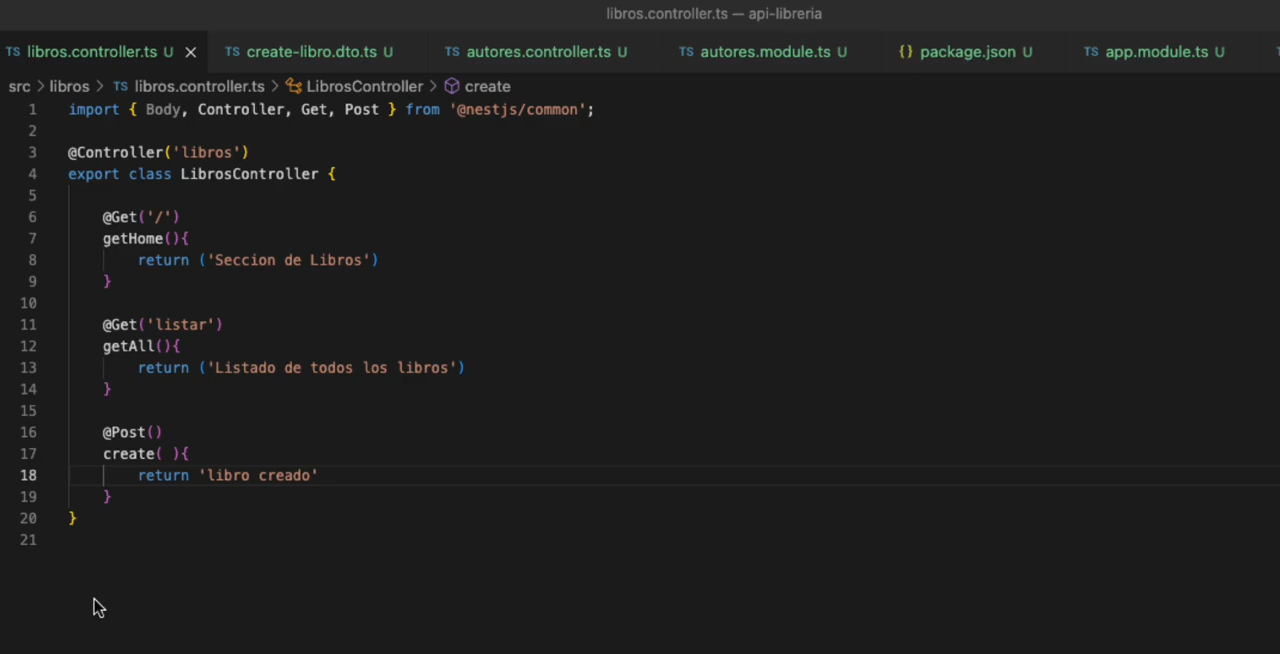 libros.controller.ts — api-libreria
TS libros.controller.ts U TS create-libro.dto.ts U TS autores.controller.ts U TS autores.module.ts U {} package.json U TS app.module.ts U
src > libros > TS libros.controller.ts > LibrosController > create
1 import { Body, Controller, Get, Post } from '@nestjs/common';
2
3 @Controller('libros')
4 export class LibrosController {
5
6     @Get('/')
7     getHome(){
8         return ('Seccion de Libros')
9     }
10
11     @Get('listar')
12     getAll(){
13         return ('Listado de todos los libros')
14     }
15
16     @Post()
17     create( ){
18         return 'libro creado'
19     }
20 }
21